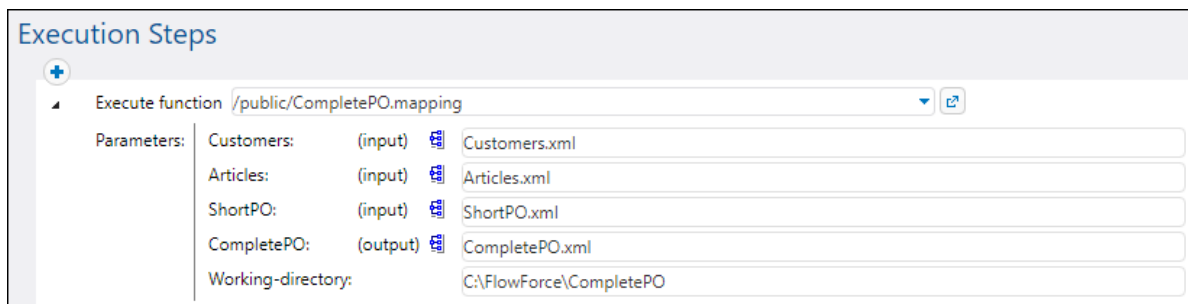 Execution Steps
Execute function /public/CompletePO.mapping
Parameters: Customers: (input) Customers.xml
Articles: (input) Articles.xml
ShortPO: (input) ShortPO.xml
CompletePO: (output) CompletePO.xml
Working-directory: C:\FlowForce\CompletePO